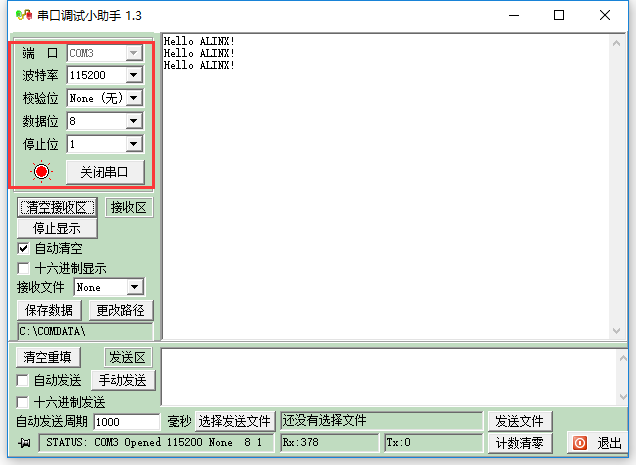 串口调试小助手 1.3
端 口 COM3
波特率 115200
校验位 None (无)
数据位 8
停止位 1
关闭串口
Hello ALINX!
Hello ALINX!
Hello ALINX!
清空接收区 接收区
停止显示
自动清空
十六进制显示
接收文件 None
保存数据 更改路径
C:\COMDATA\
清空重填 发送区
自动发送 手动发送
十六进制发送
自动发送周期 1000 毫秒 选择发送文件 还没有选择文件 发送文件
STATUS: COM3 Opened 115200 None 8 1 Rx:378 Tx:0 计数清零 退出